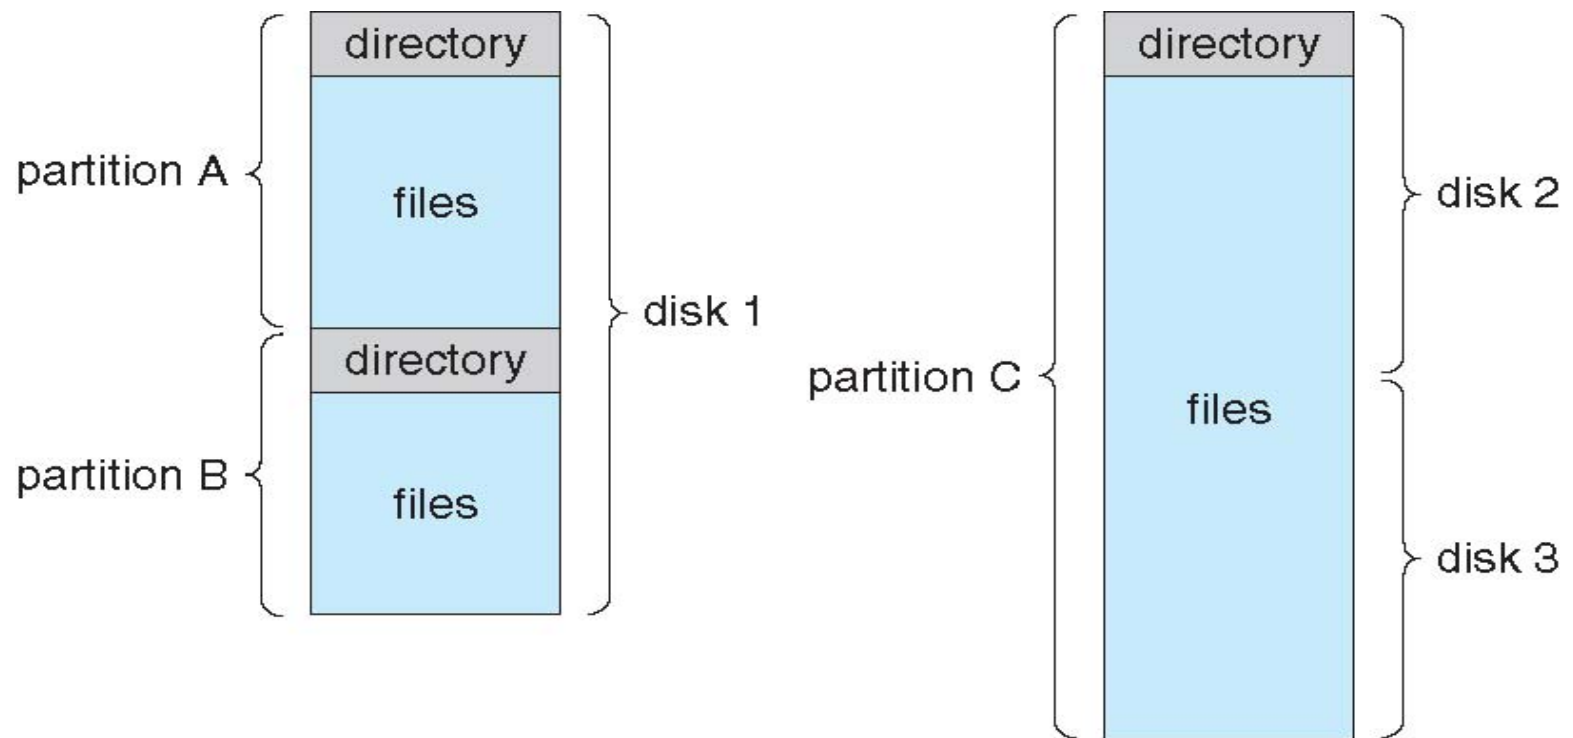 directory
partition A
files
disk 1
directory
partition B
files
directory
disk 2
partition C
files
disk 3